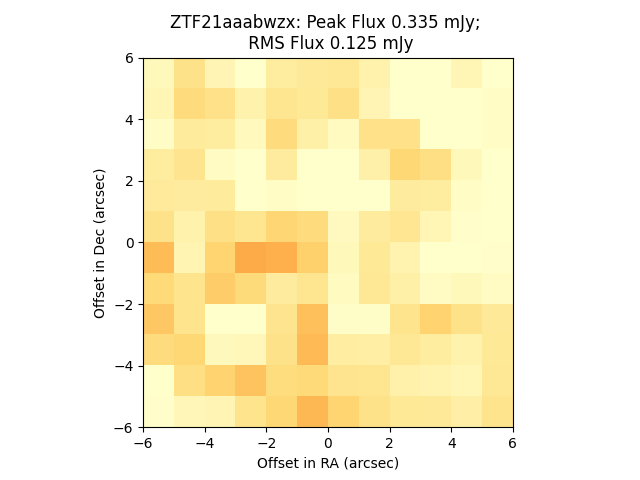 ZTF21aaabwzx: Peak Flux 0.335 mJy;
RMS Flux 0.125 mJy
6
4
2
0
−2
−4
−6
Offset in Dec (arcsec)
−6 −4 −2 0 2 4 6
Offset in RA (arcsec)